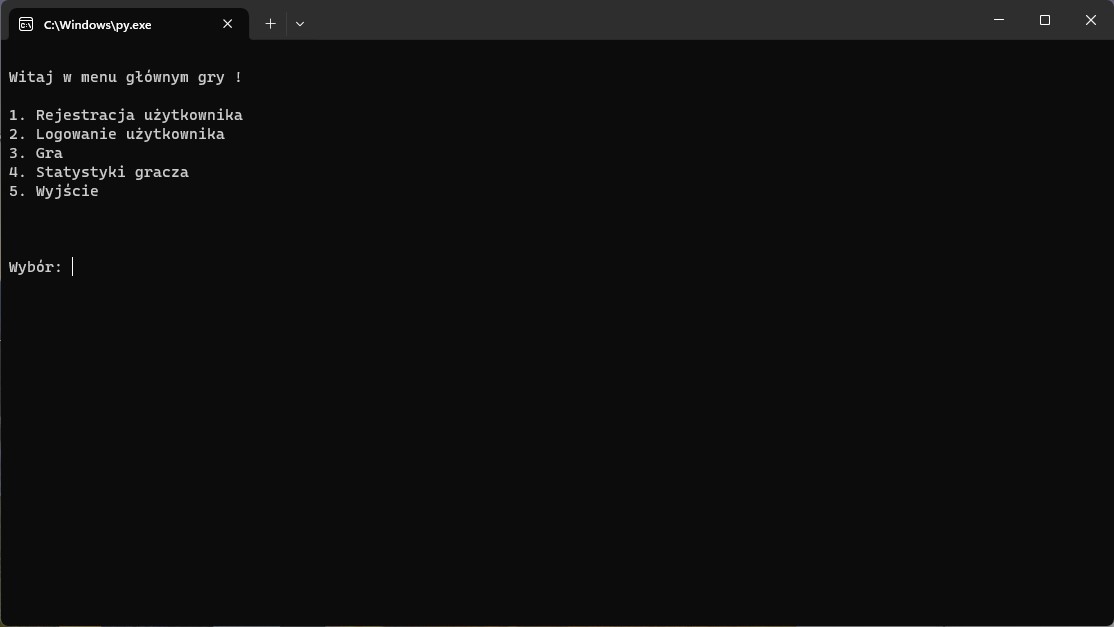 C:\Windows\py.exe
Witaj w menu głównym gry !
1. Rejestracja użytkownika
2. Logowanie użytkownika
3. Gra
4. Statystyki gracza
5. Wyjście
Wybór: